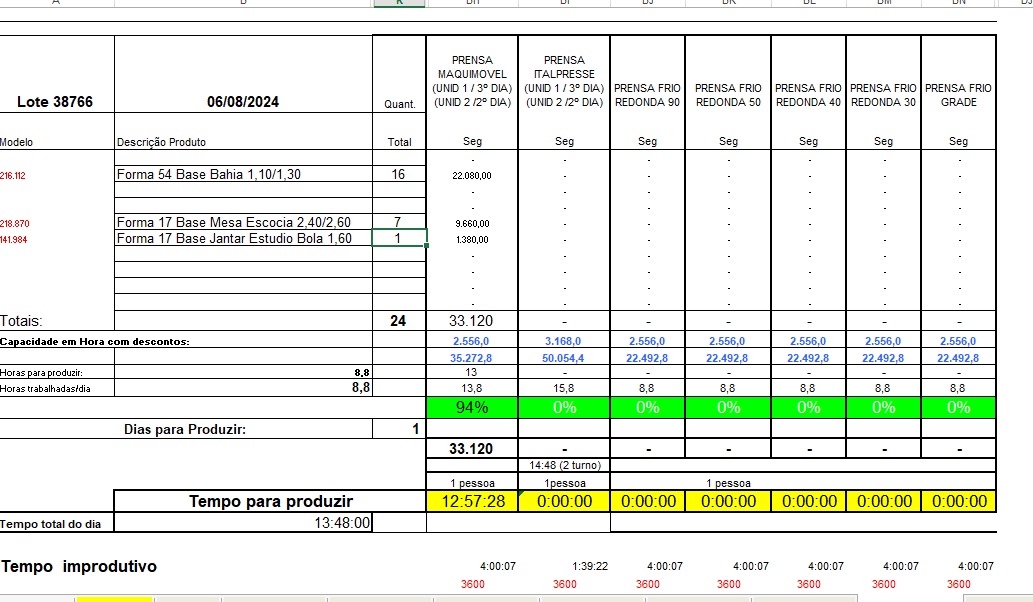 A B K BH BI BJ BK BL BM BN
Lote 38766 06/08/2024 Quant. PRENSA MAQUIMOVEL (UNID 1 / 3º DIA) (UNID 2 /2º DIA) PRENSA ITALPRESSE (UNID 1 / 3º DIA) (UNID 2 /2º DIA) PRENSA FRIO REDONDA 90 PRENSA FRIO REDONDA 50 PRENSA FRIO REDONDA 40 PRENSA FRIO REDONDA 30 PRENSA FRIO GRADE
Modelo Descrição Produto Total Seg Seg Seg Seg Seg Seg Seg
- - - - - - -
216.112 Forma 54 Base Bahia 1,10/1,30 16 22.080,00 - - - - - -
- - - - - - -
- - - - - - -
218.870 Forma 17 Base Mesa Escocia 2,40/2,60 7 9.660,00 - - - - - -
141.984 Forma 17 Base Jantar Estudio Bola 1,60 1 1.380,00 - - - - - -
- - - - - - -
- - - - - - -
- - - - - - -
- - - - - - -
Totais: 24 33.120 - - - - - -
Capacidade em Hora com descontos: 2.556,0 3.168,0 2.556,0 2.556,0 2.556,0 2.556,0 2.556,0
35.272,8 50.054,4 22.492,8 22.492,8 22.492,8 22.492,8 22.492,8
Horas para produzir: 8,8 13 - - - - - -
Horas trabalhadas/dia 8,8 13,8 15,8 8,8 8,8 8,8 8,8 8,8
94% 0% 0% 0% 0% 0% 0%
Dias para Produzir: 1
33.120 - - - - - -
14:48 (2 turno)
1 pessoa 1pessoa 1 pessoa
Tempo para produzir 12:57:28 0:00:00 0:00:00 0:00:00 0:00:00 0:00:00 0:00:00
Tempo total do dia 13:48:00
Tempo improdutivo 4:00:07 1:39:22 4:00:07 4:00:07 4:00:07 4:00:07 4:00:07
3600 3600 3600 3600 3600 3600 3600